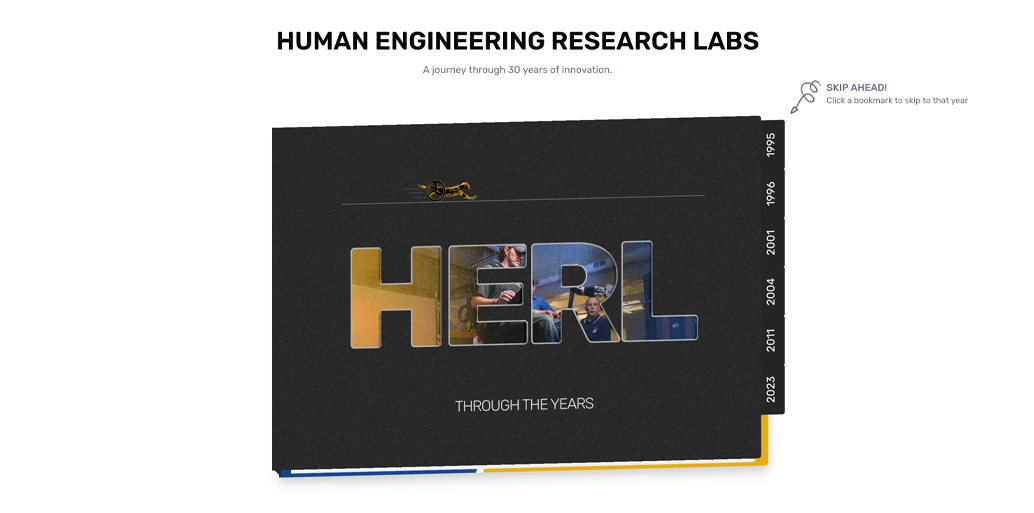 HUMAN ENGINEERING RESEARCH LABS
A journey through 30 years of innovation.
SKIP AHEAD!
Click a bookmark to skip to that year
1995
1996
2001
2004
2011
2023
HERL
THROUGH THE YEARS